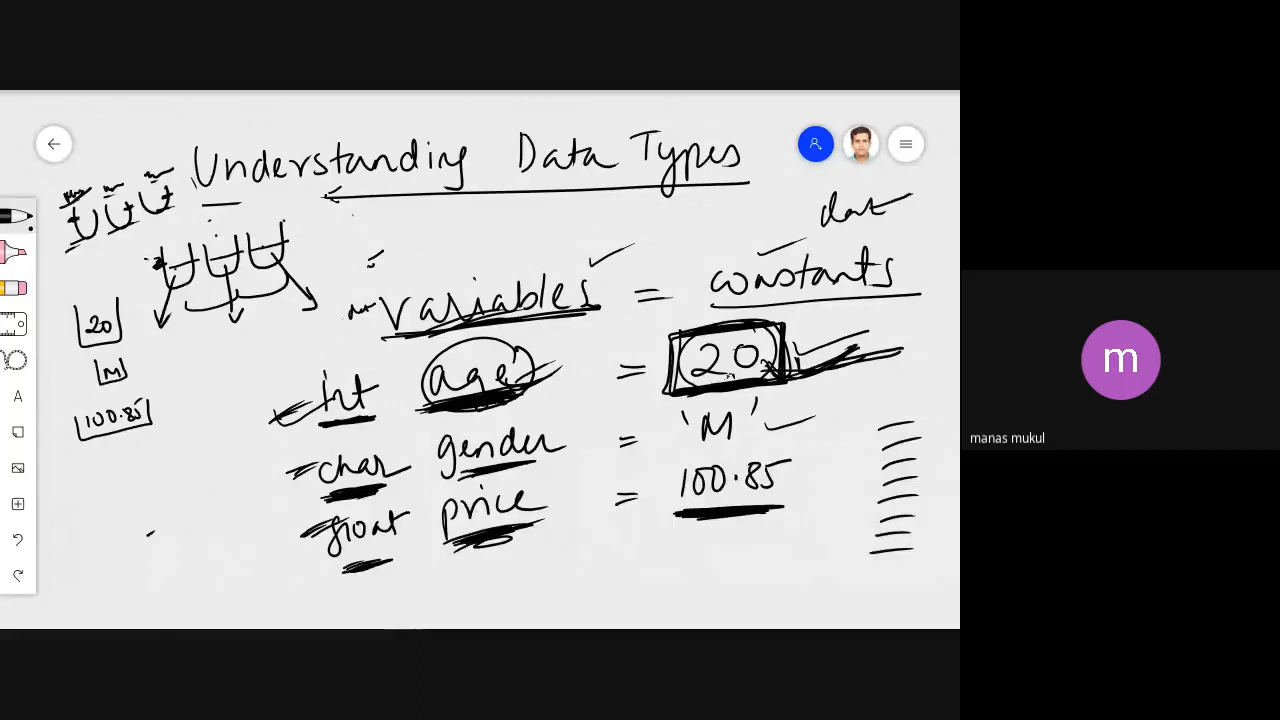 Understanding Data Types
variables = constants
int age = 20
char gender = 'M'
float price = 100.85
20
M
100.85
A
m
manas mukul